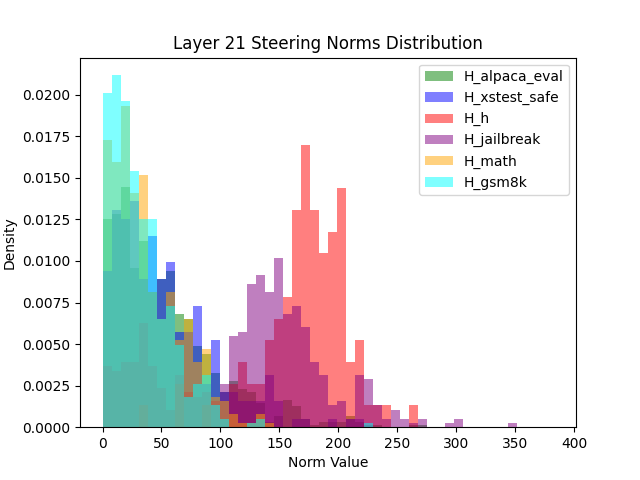 Layer 21 Steering Norms Distribution
H_alpaca_eval
H_xstest_safe
H_h
H_jailbreak
H_math
H_gsm8k
Density
0.0200
0.0175
0.0150
0.0125
0.0100
0.0075
0.0050
0.0025
0.0000
0 50 100 150 200 250 300 350 400
Norm Value